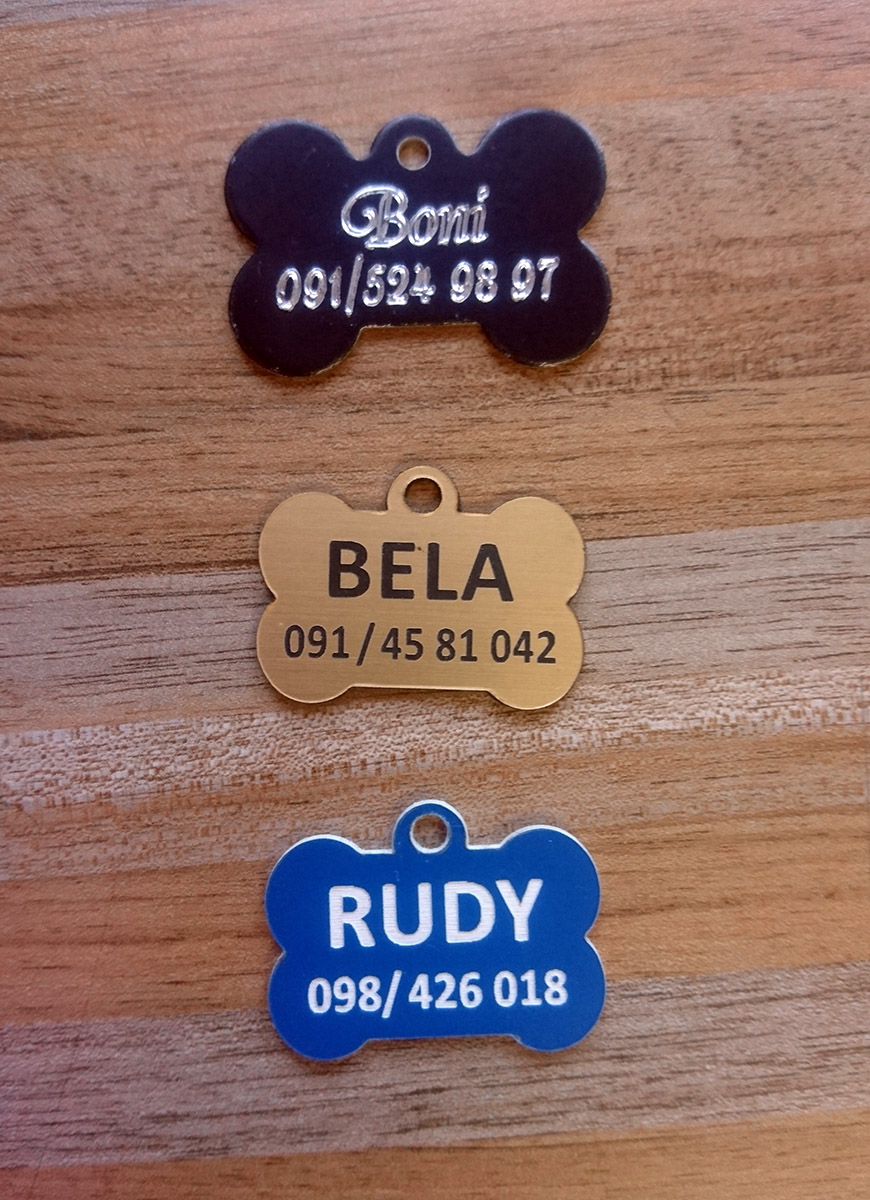 Boni
091/524 98 97
BELA
091/45 81 042
RUDY
098/426 018